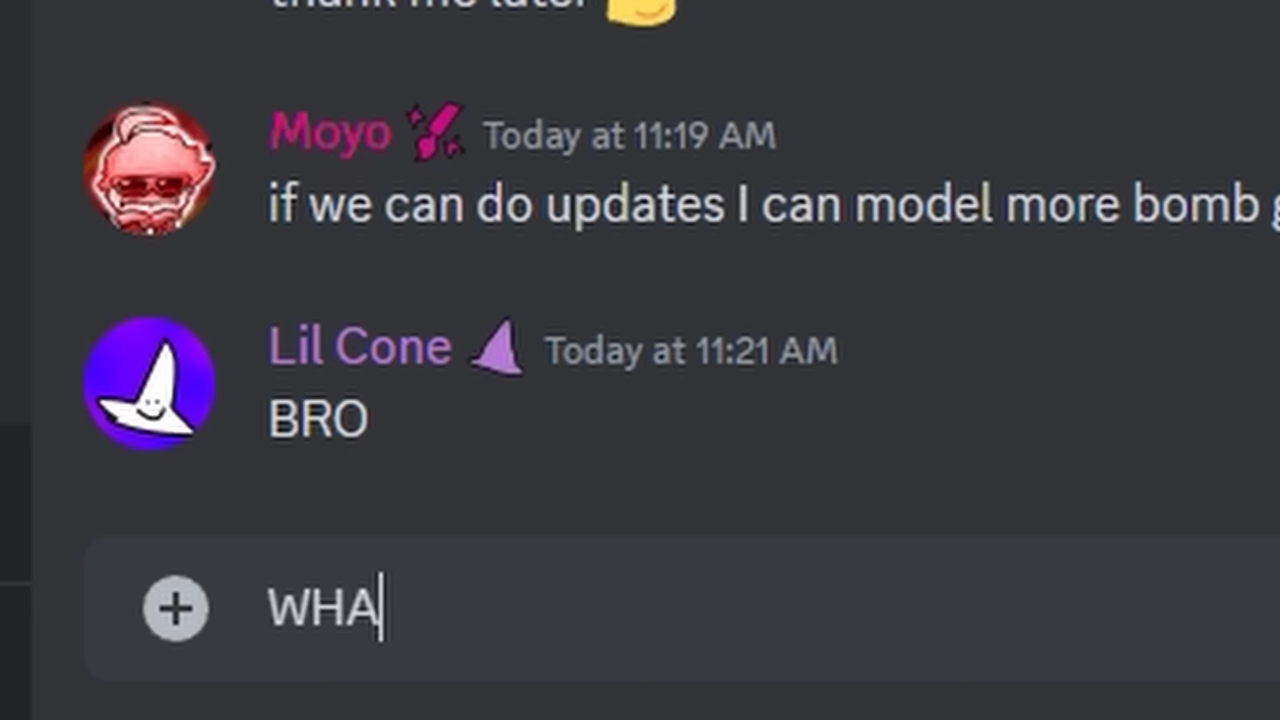 thank me later
Moyo Today at 11:19 AM
if we can do updates I can model more bomb
Lil Cone Today at 11:21 AM
BRO
WHA